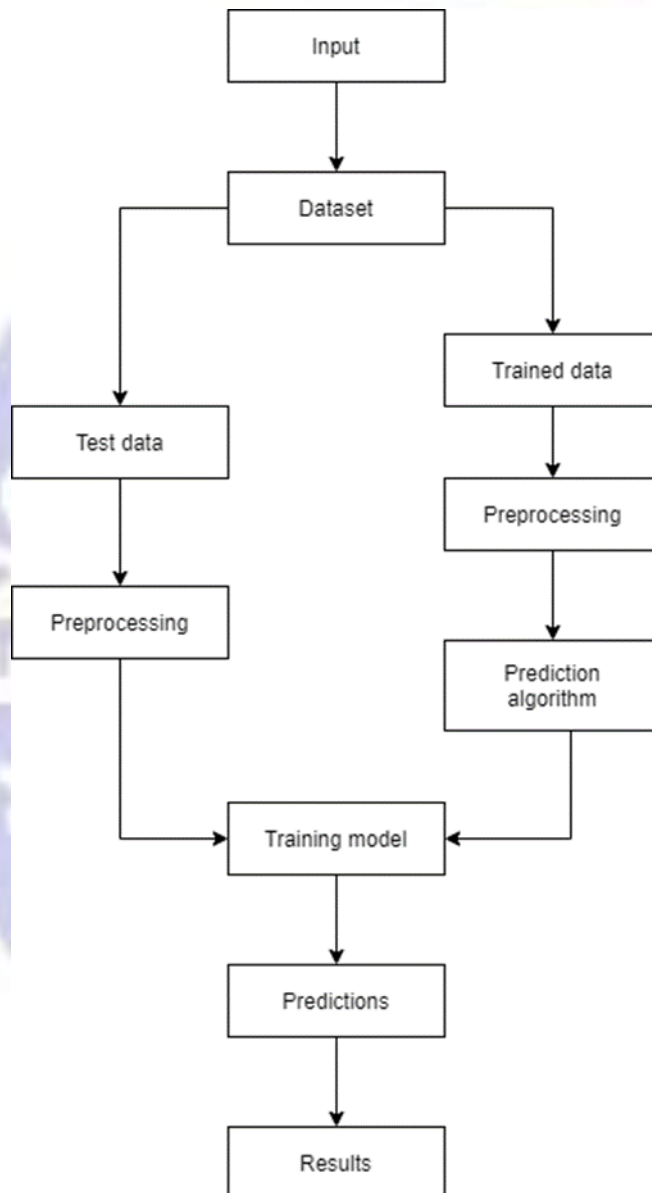 Input
Dataset
Trained data
Test data
Preprocessing
Preprocessing
Prediction
algorithm
Training model
Predictions
Results